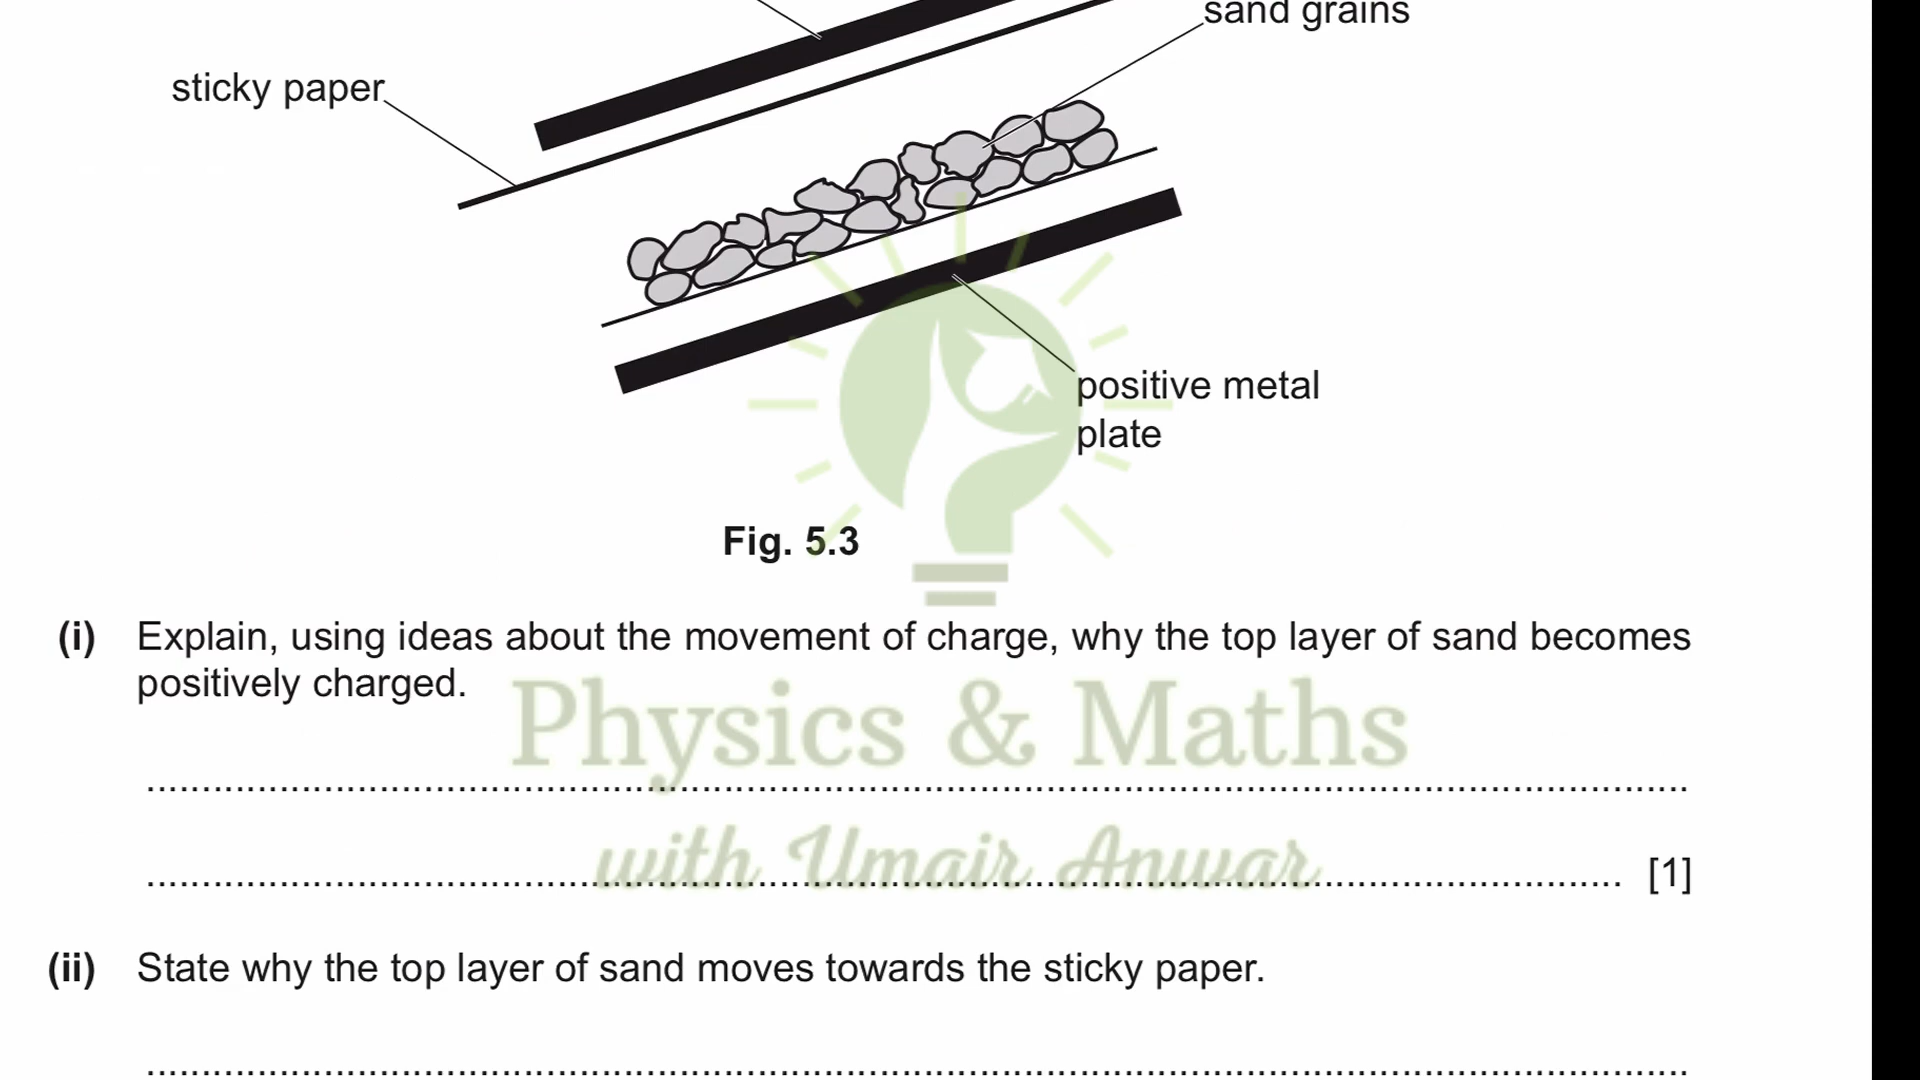 sand grains
sticky paper
positive metal
plate
Fig. 5.3
(i) Explain, using ideas about the movement of charge, why the top layer of sand becomes
positively charged.
Physics & Maths
with Umair Anwar
[1]
(ii) State why the top layer of sand moves towards the sticky paper.